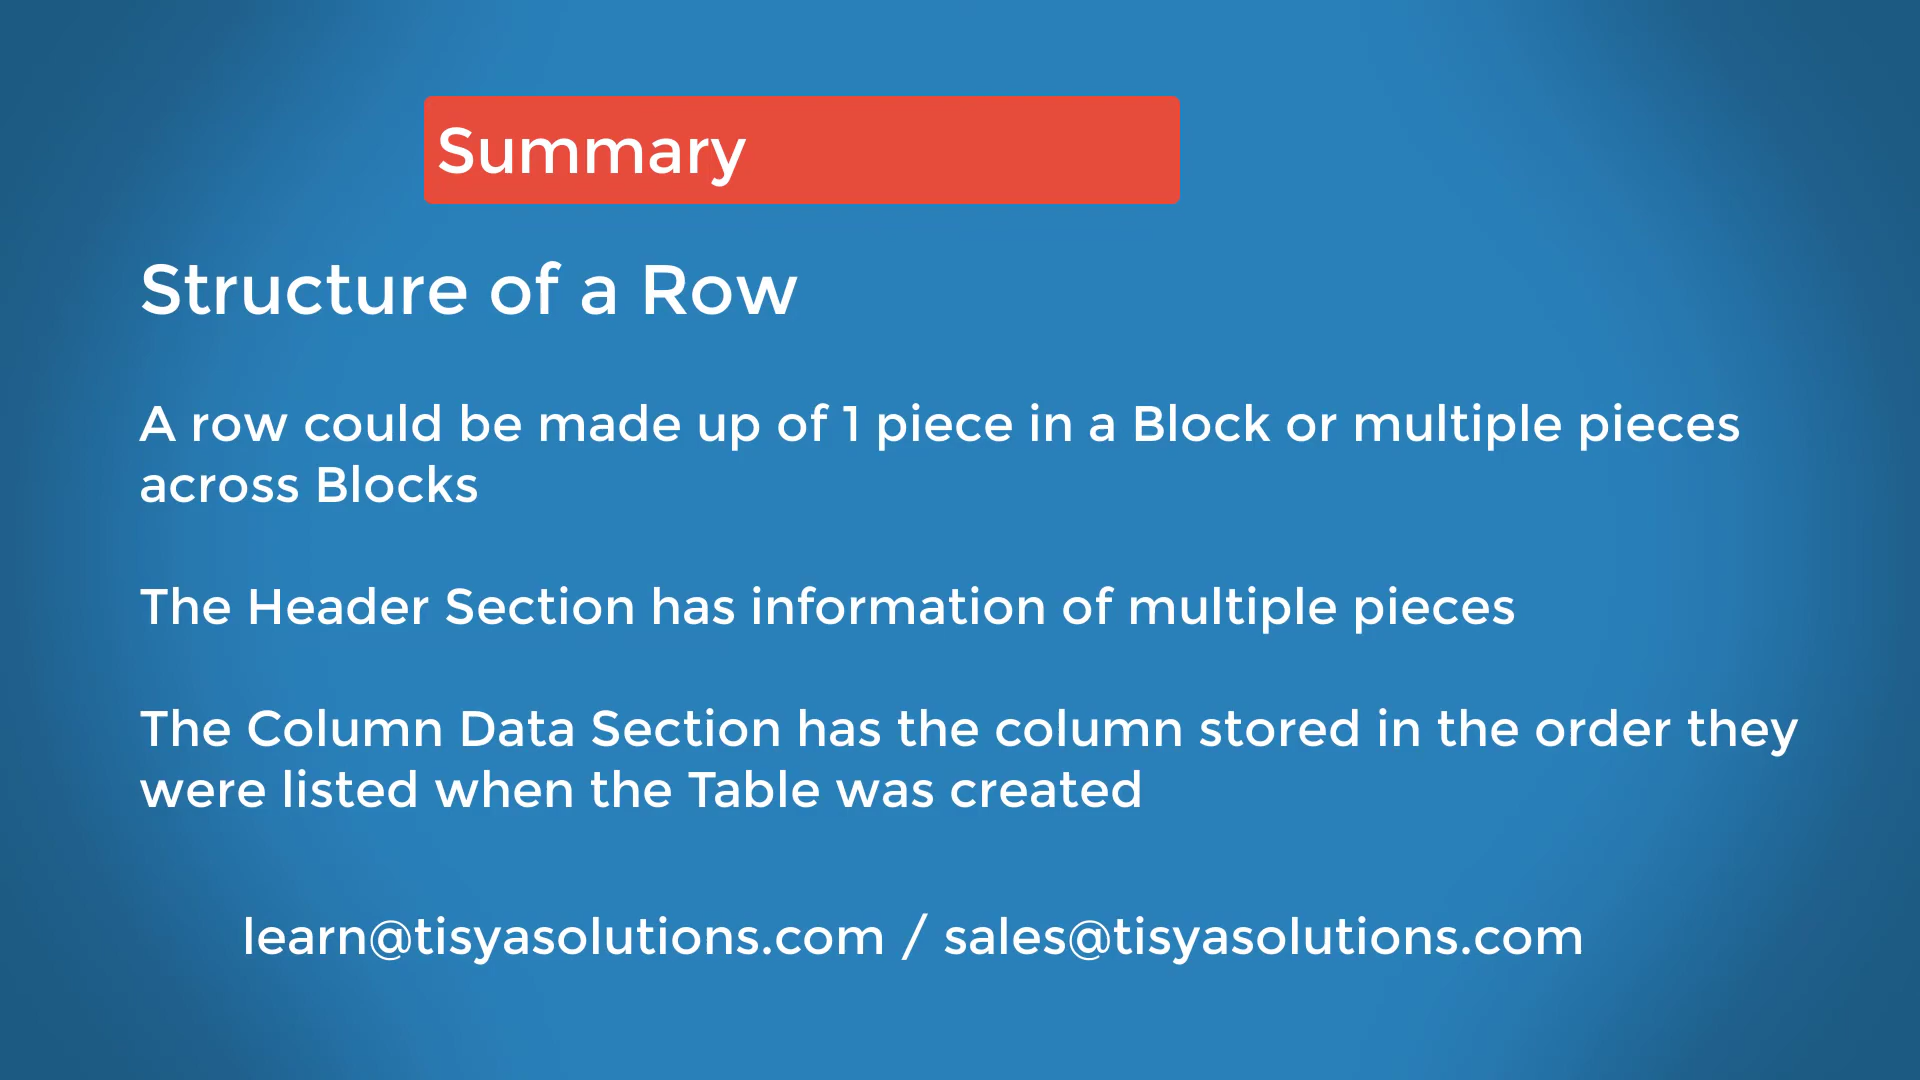 Summary
Structure of a Row
A row could be made up of 1 piece in a Block or multiple pieces
across Blocks
The Header Section has information of multiple pieces
The Column Data Section has the column stored in the order they
were listed when the Table was created
learn@tisyasolutions.com / sales@tisyasolutions.com